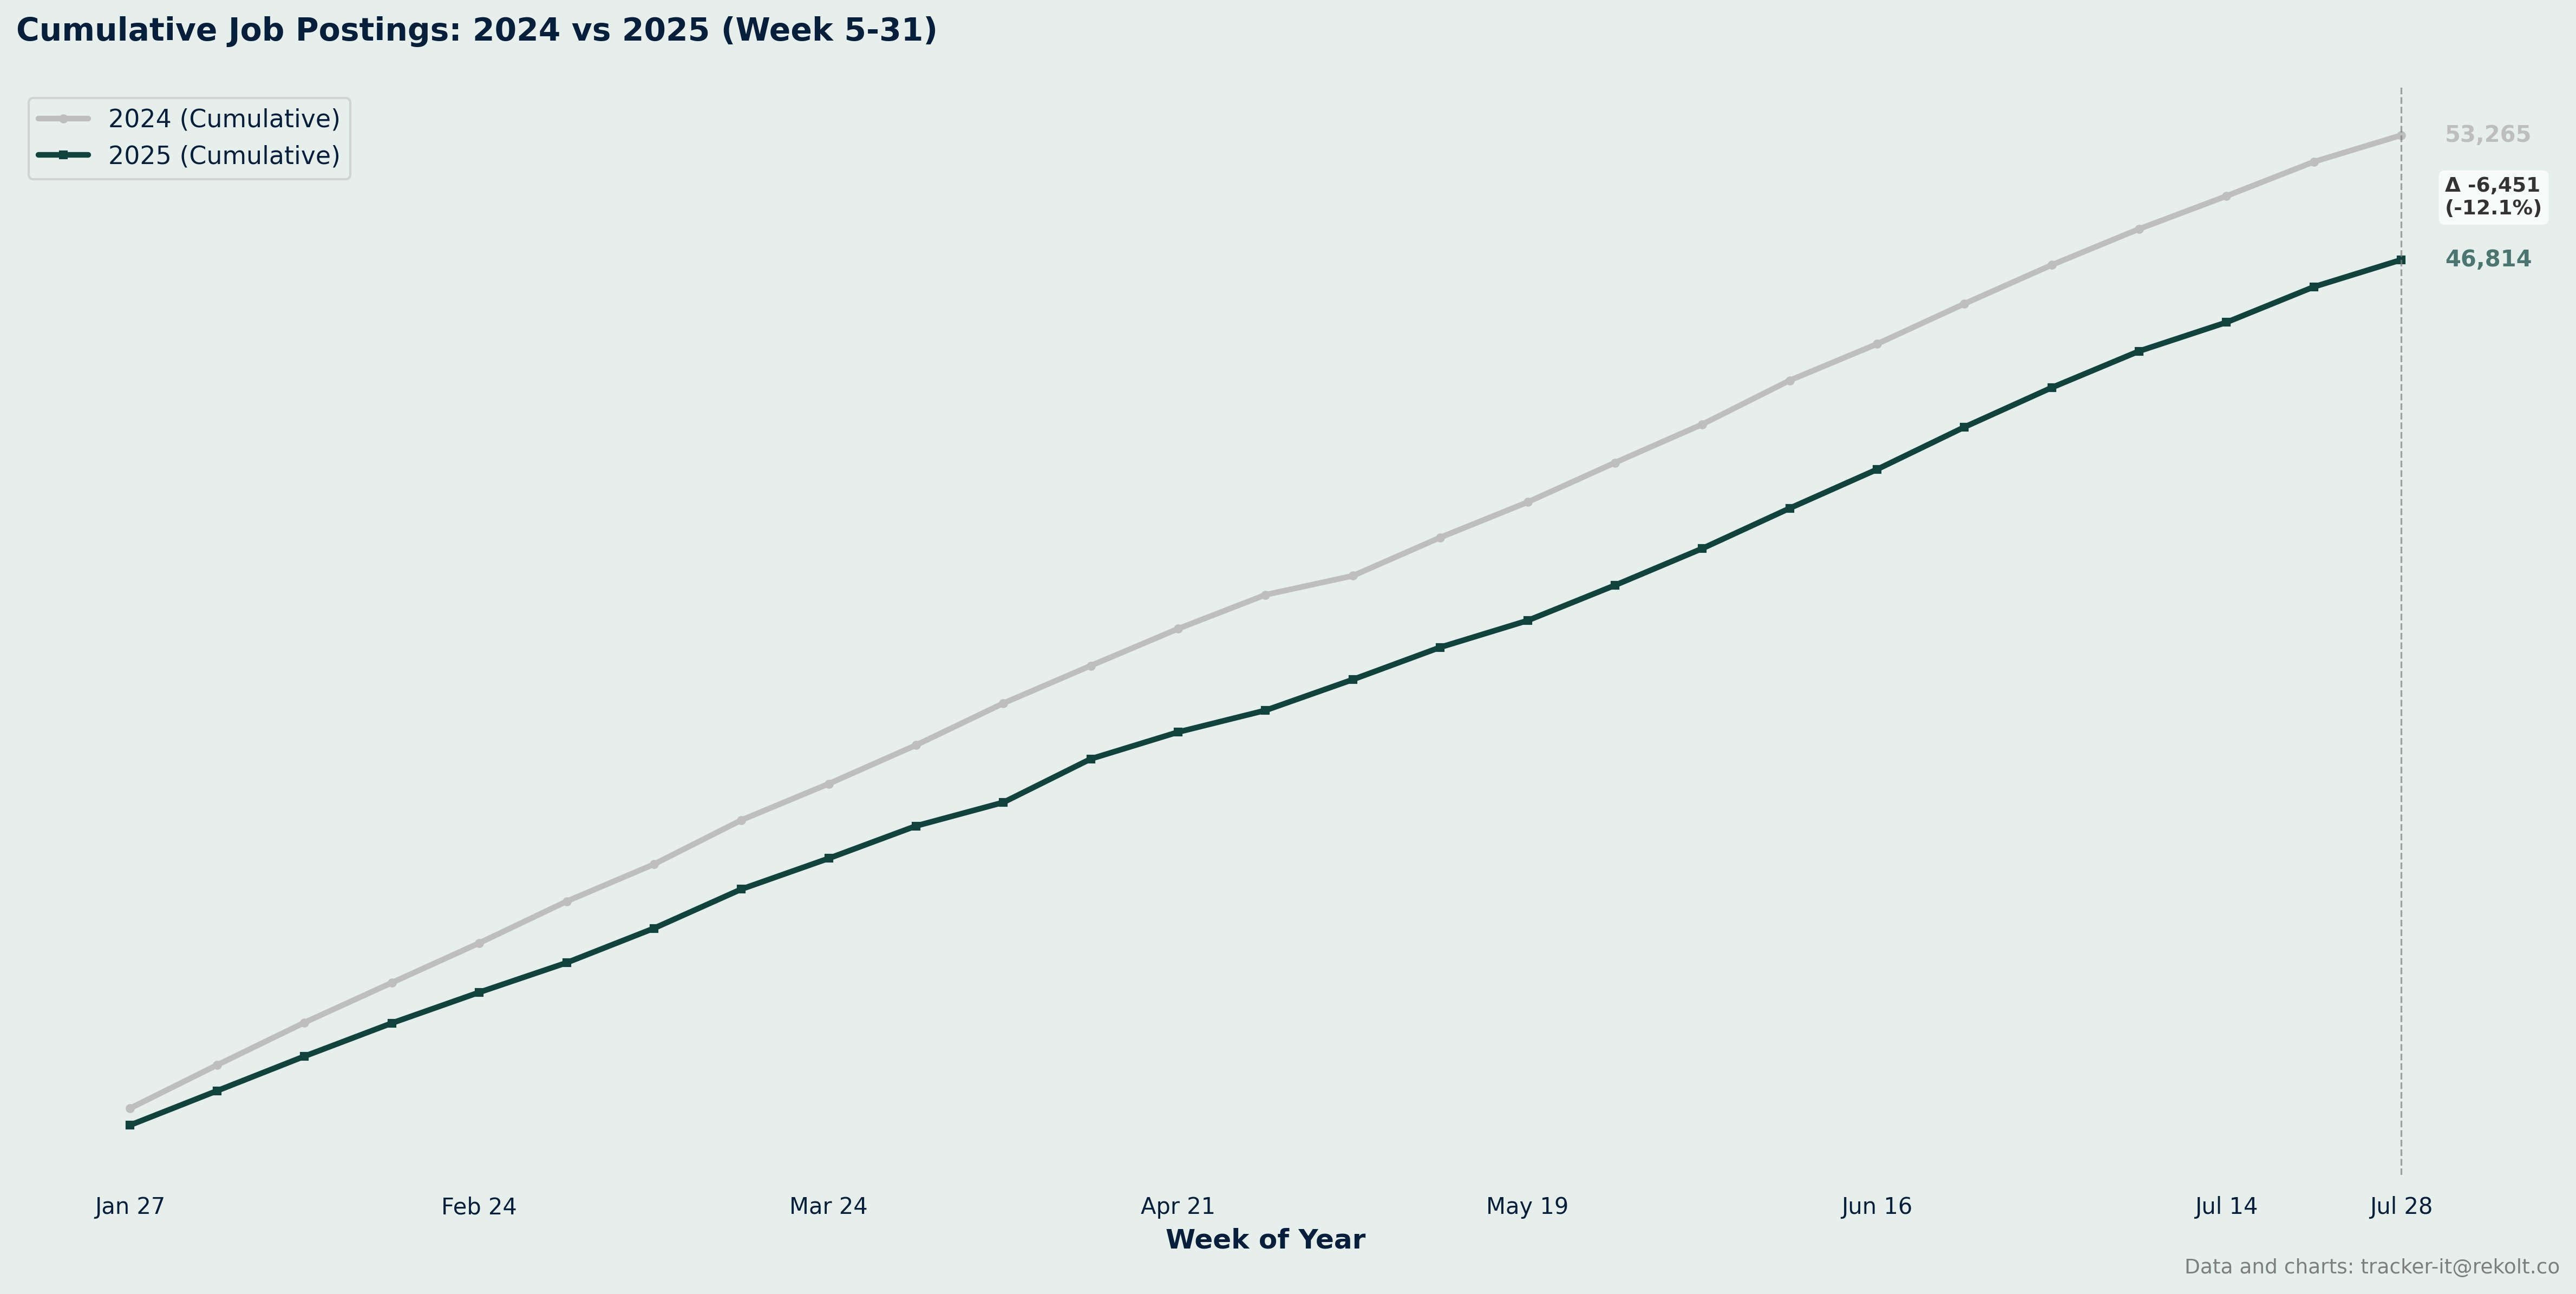 Cumulative Job Postings: 2024 vs 2025 (Week 5-31)
2024 (Cumulative)
2025 (Cumulative)
53,265
Δ -6,451
(-12.1%)
46,814
Jan 27
Feb 24
Mar 24
Apr 21
May 19
Jun 16
Jul 14
Jul 28
Week of Year
Data and charts: tracker-it@rekolt.co